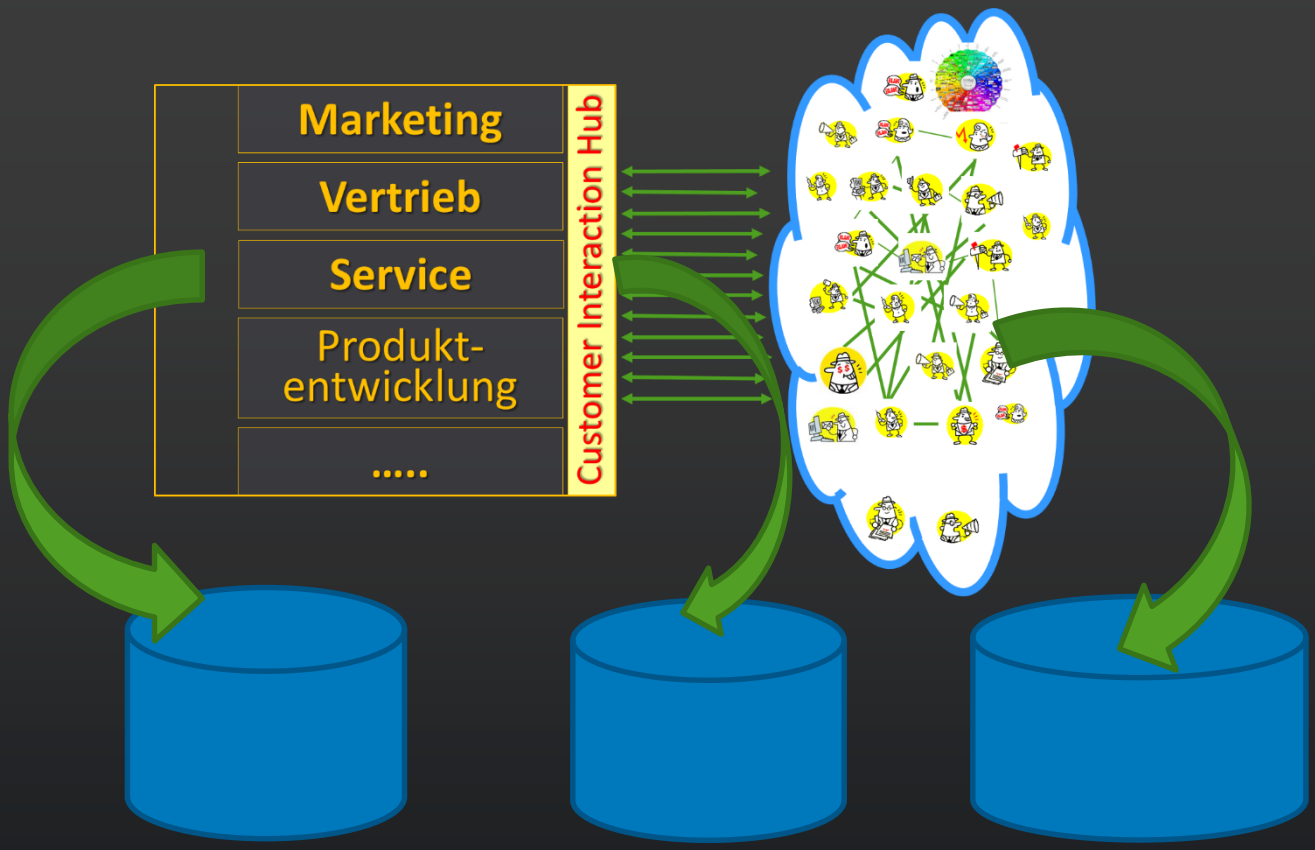 Marketing
Vertrieb
Service
Produkt-
entwicklung
.....
Customer Interaction Hub